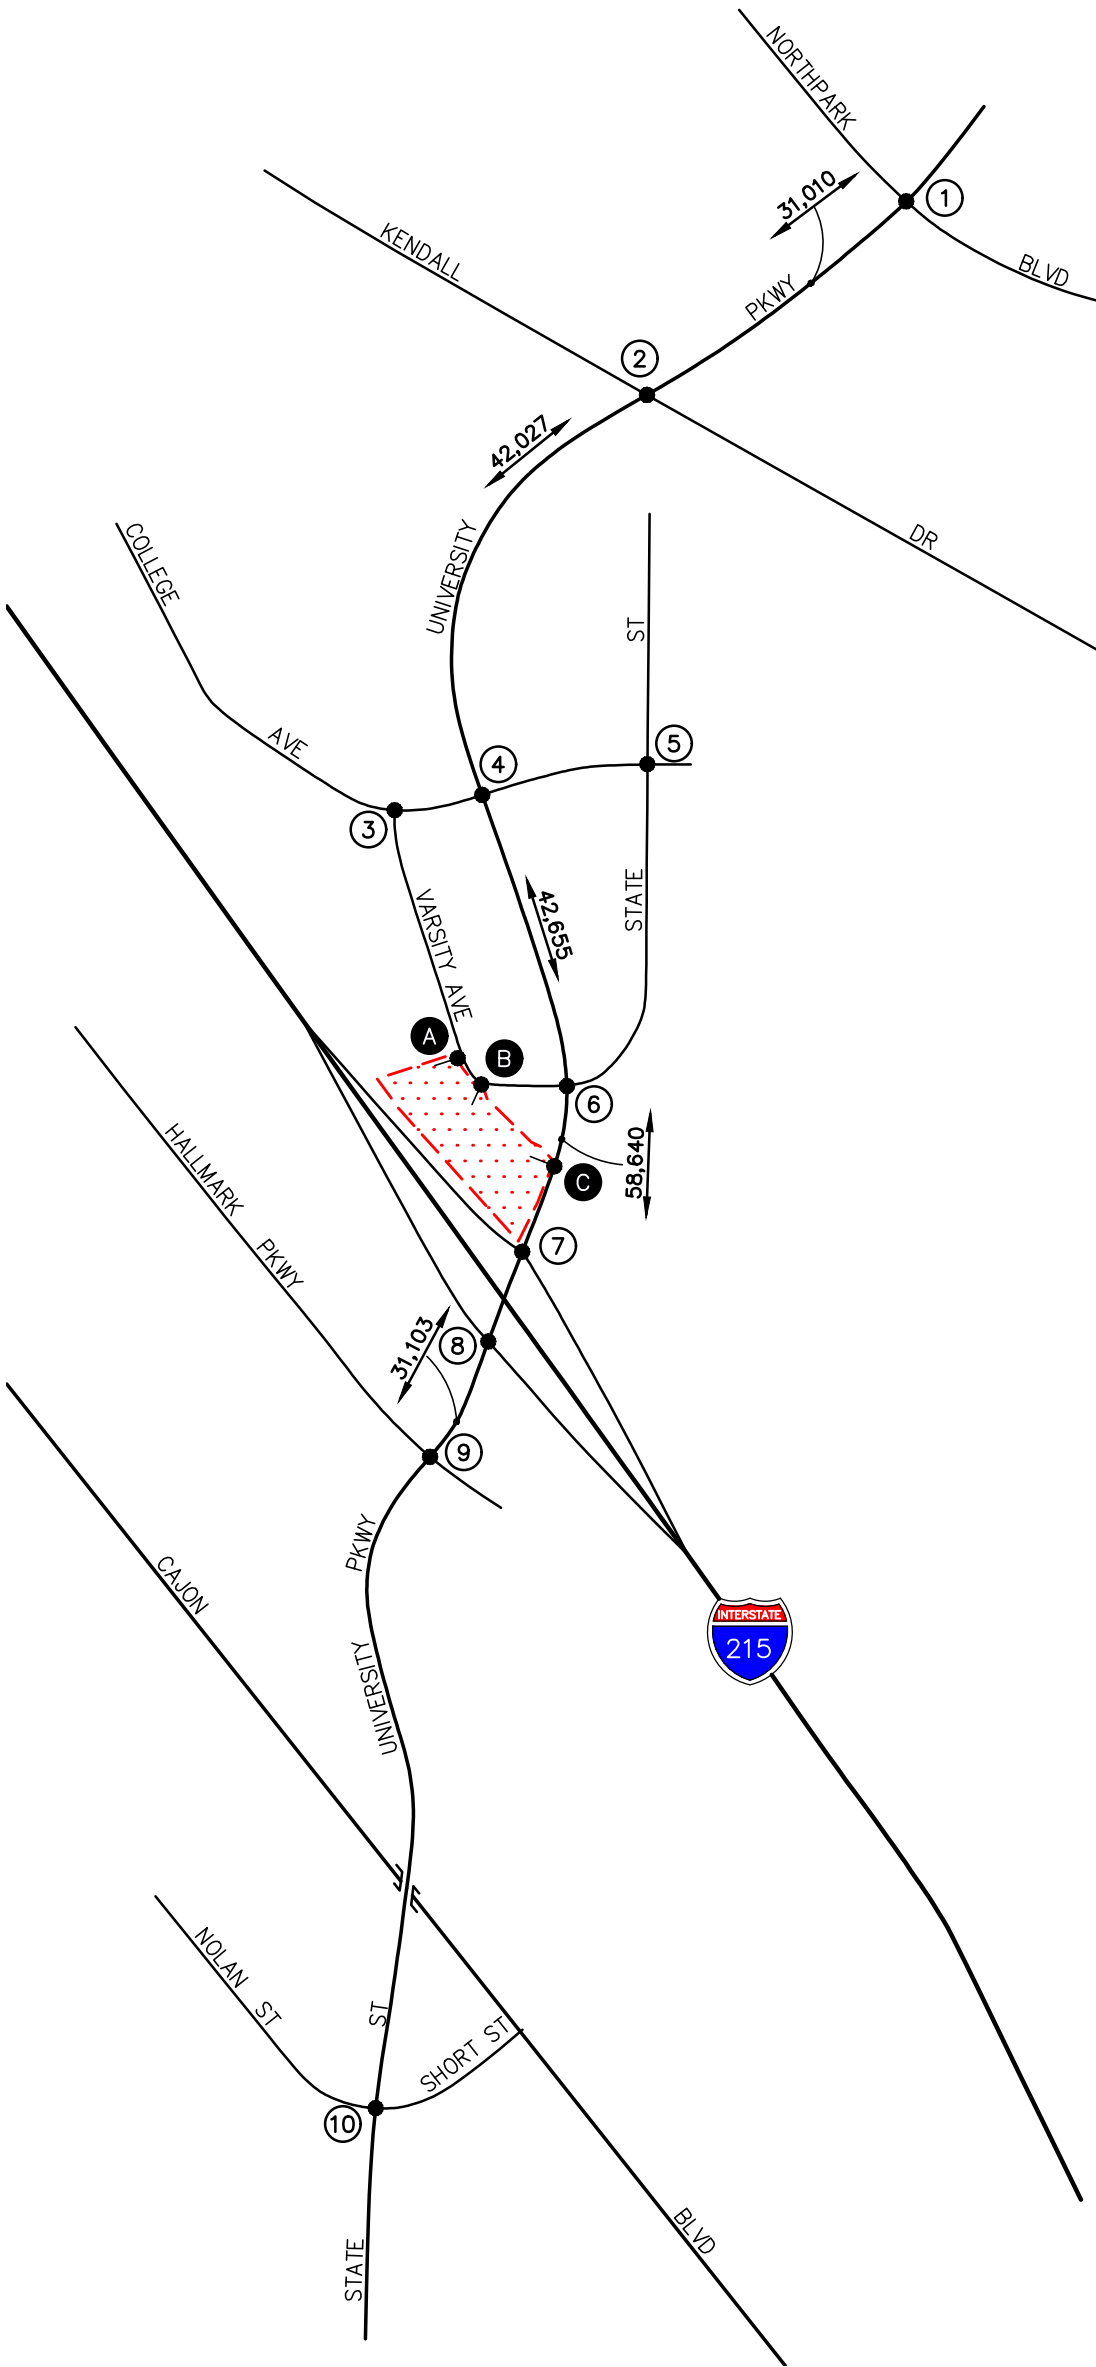 NORTHPARK
BLVD
1
31,010
KENDALL
PKWY
2
42,027
DR
UNIVERSITY
COLLEGE
ST
AVE
4
5
3
42,655
STATE
VARSITY AVE
A
B
6
HALLMARK
58,640
C
PKWY
7
31,103
8
9
PKWY
CAJON
INTERSTATE
215
UNIVERSITY
NOLAN ST
ST
SHORT ST
10
BLVD
STATE